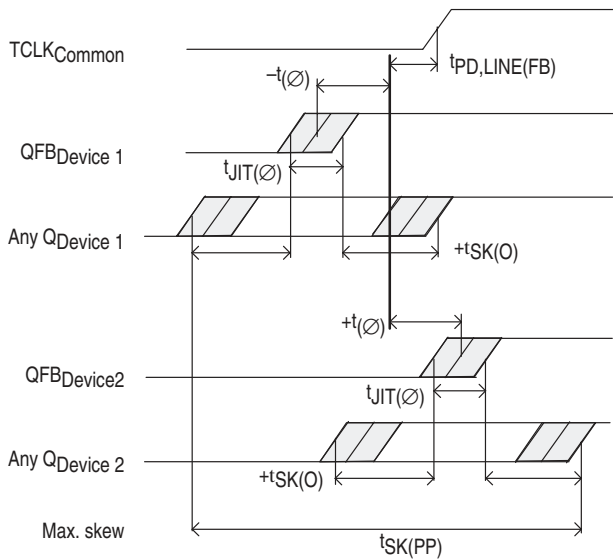 TCLKCommon
tPD,LINE(FB)
–t(∅)
QFBDevice 1
tJIT(∅)
Any QDevice 1
+tSK(O)
+t(∅)
QFBDevice2
tJIT(∅)
Any QDevice 2
+tSK(O)
Max. skew
tSK(PP)